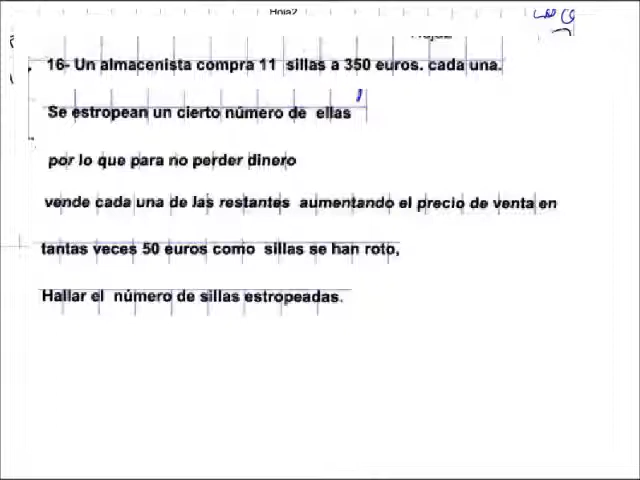 Hoja2
16- Un almacenista compra 11 sillas a 350 euros. cada una.
Se estropean un cierto número de ellas
por lo que para no perder dinero
vende cada una de las restantes aumentando el precio de venta en
tantas veces 50 euros como sillas se han roto,
Hallar el número de sillas estropeadas.